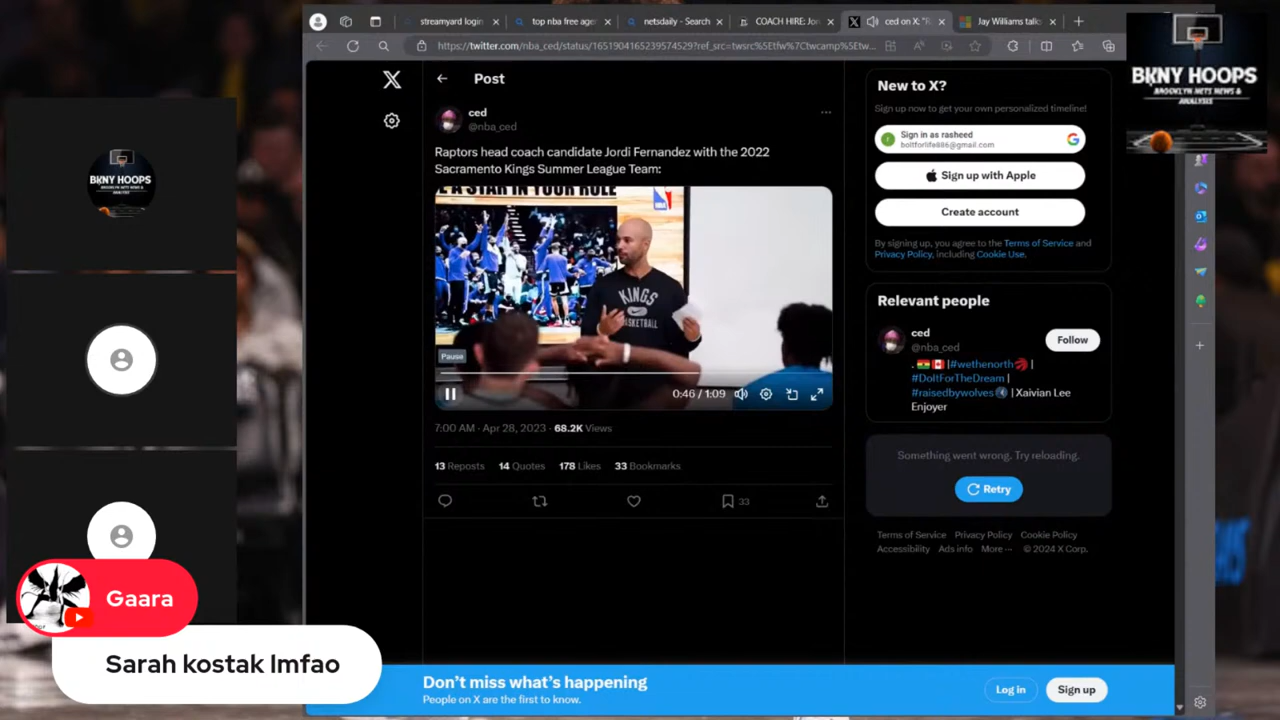 streamyard login
top nba free age
netsdaily - Search
COACH HIRE: Jor
ced on X: "R
Jay Williams talk
https://twitter.com/nba_ced/status/1651904165239574529?ref_src=twsrc%5Etfw%7Ctwcamp%5Etw...
BKNY HOOPS
BROOKLYN NETS NEWS &
ANALYSIS
BKNY HOOPS
Post
ced
@nba_ced
Raptors head coach candidate Jordi Fernandez with the 2022
Sacramento Kings Summer League Team:
E A STAR IN YOUR ROLE
KINGS
BASKETBALL
Pause
0:46 / 1:09
7:00 AM · Apr 28, 2023 · 68.2K Views
13 Reposts 14 Quotes 178 Likes 33 Bookmarks
33
New to X?
Sign up now to get your own personalized timeline!
Sign in as rasheed
boltforlife886@gmail.com
Sign up with Apple
Create account
By signing up, you agree to the Terms of Service and
Privacy Policy, including Cookie Use.
Relevant people
ced
@nba_ced
Follow
. 🇬🇭🇨🇦|#wethenorth |
#DoItForTheDream |
#raisedbywolves | Xaivian Lee
Enjoyer
Something went wrong. Try reloading.
Retry
Terms of Service Privacy Policy Cookie Policy
Accessibility Ads info More ··· © 2024 X Corp.
Gaara
Sarah kostak lmfao
Don't miss what's happening
People on X are the first to know.
Log in
Sign up